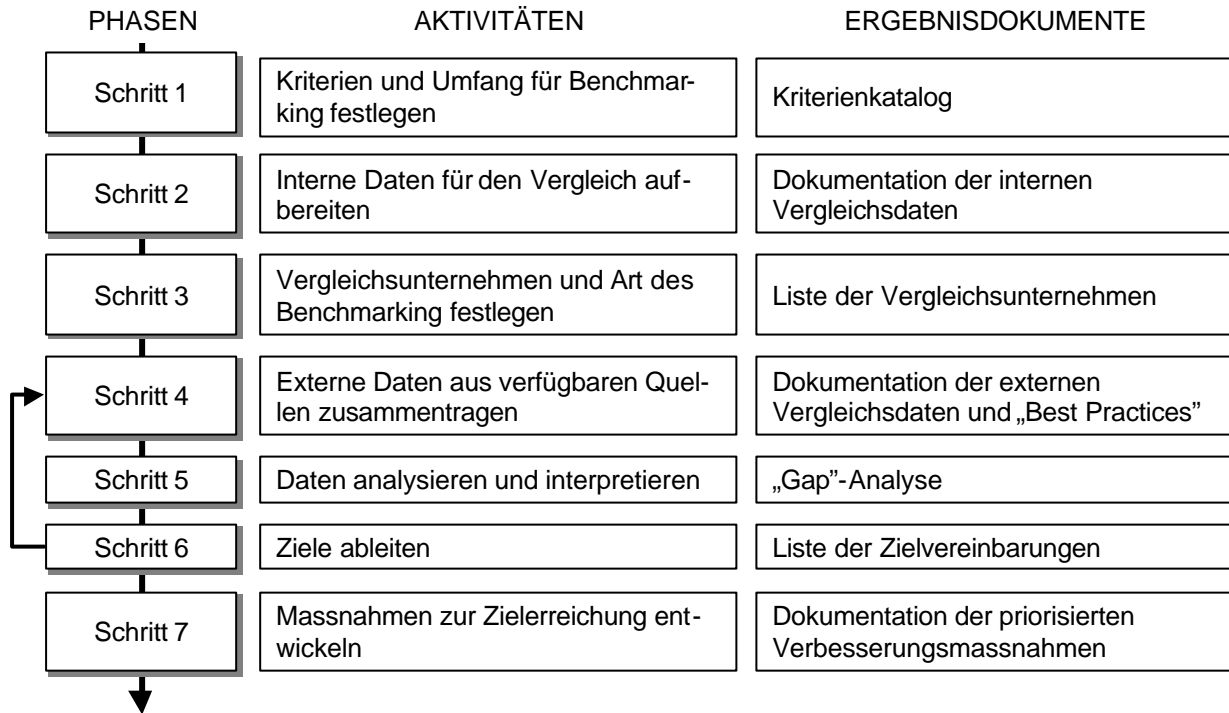 PHASEN AKTIVITÄTEN ERGEBNISDOKUMENTE
Schritt 1
Kriterien und Umfang für Benchmar-
king festlegen
Kriterienkatalog
Schritt 2
Interne Daten für den Vergleich auf-
bereiten
Dokumentation der internen
Vergleichsdaten
Schritt 3
Vergleichsunternehmen und Art des
Benchmarking festlegen
Liste der Vergleichsunternehmen
Schritt 4
Externe Daten aus verfügbaren Quel-
len zusammentragen
Dokumentation der externen
Vergleichsdaten und „Best Practices”
Schritt 5
Daten analysieren und interpretieren
„Gap”-Analyse
Schritt 6
Ziele ableiten
Liste der Zielvereinbarungen
Schritt 7
Massnahmen zur Zielerreichung ent-
wickeln
Dokumentation der priorisierten
Verbesserungsmassnahmen